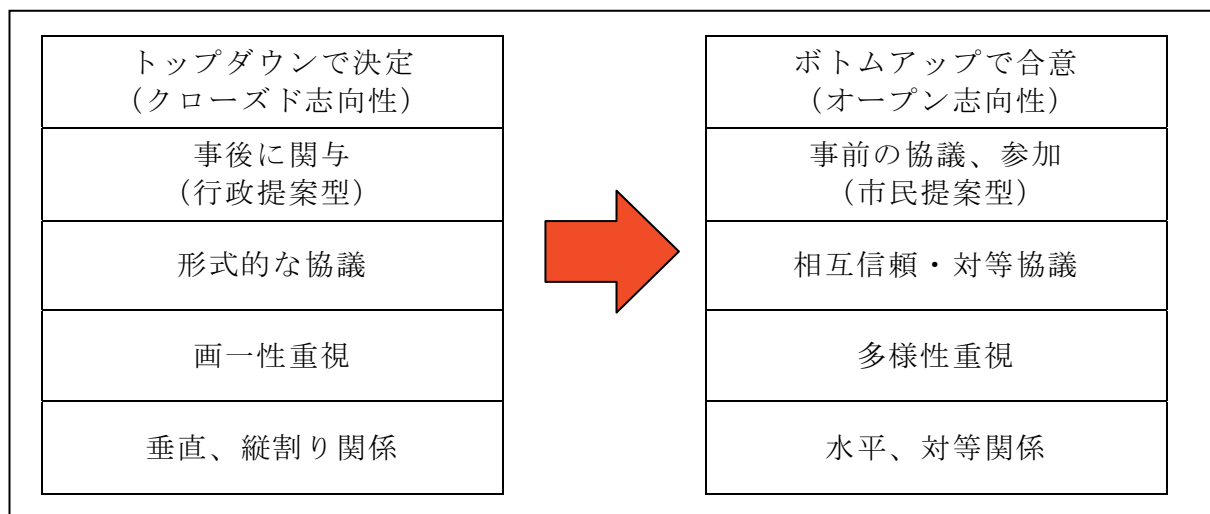 トップダウンで決定
（クローズド志向性）
事後に関与
（行政提案型）
形式的な協議
画一性重視
垂直、縦割り関係
ボトムアップで合意
（オープン志向性）
事前の協議、参加
（市民提案型）
相互信頼・対等協議
多様性重視
水平、対等関係